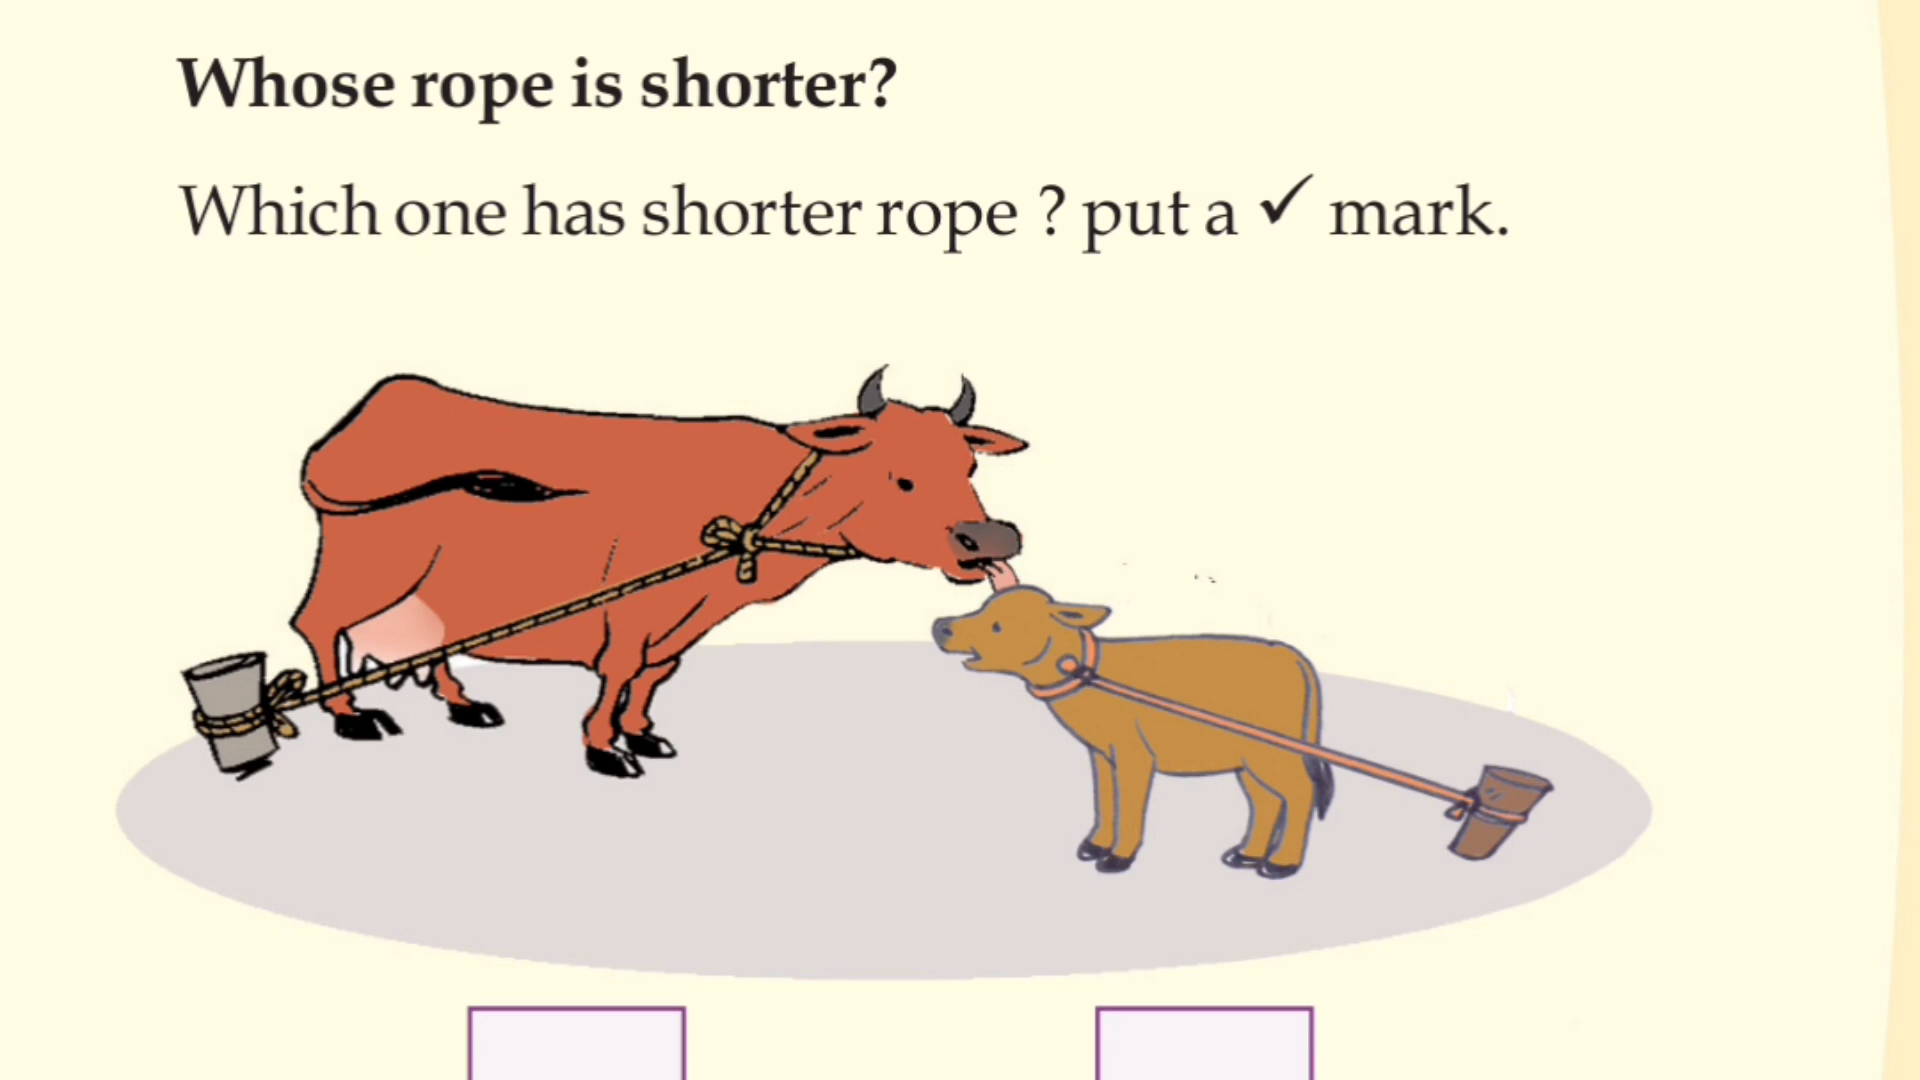 Whose rope is shorter?
Which one has shorter rope ? put a ✓ mark.